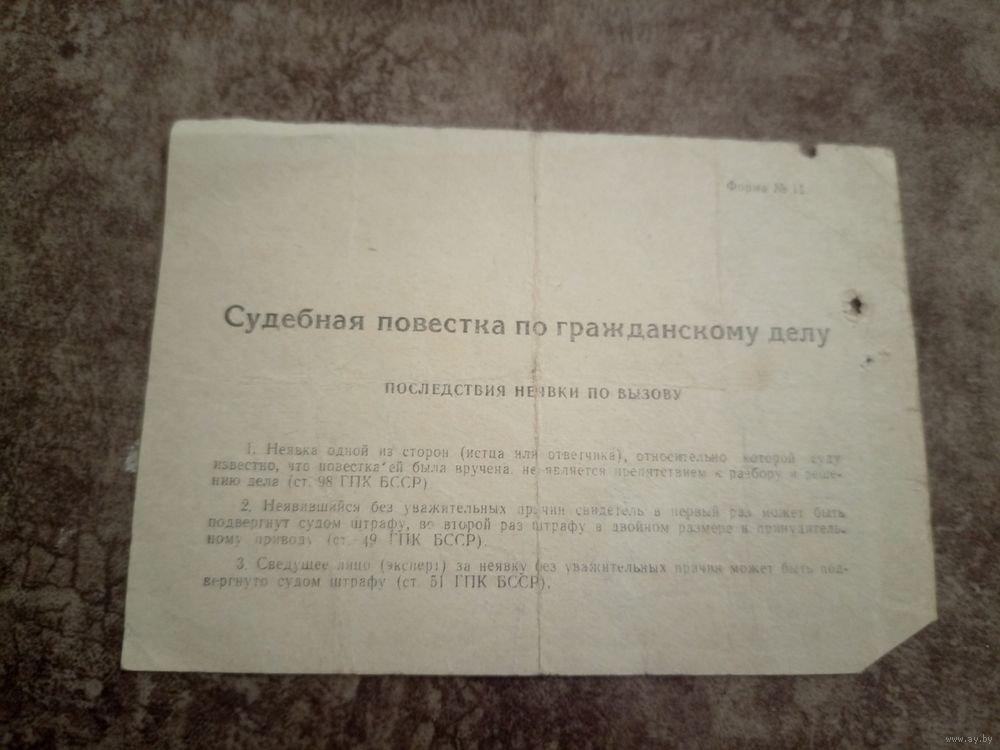 Форма № 15
Судебная повестка по гражданскому делу
ПОСЛЕДСТВИЯ НЕЯВКИ ПО ВЫЗОВУ
1. Неявка одной из сторон (истца или ответчика), относительно которой суду
известно, что повестка ей была вручена, не является препятствием к разбору и реше-
нию дела (ст. 98 ГПК БССР)
2. Неявившийся без уважительных причин свидетель в первый раз может быть
подвергнут судом штрафу, во второй раз штрафу в двойном размере и принудитель-
ному приводу (ст. 49 ГПК БССР).
3. Сведущее лицо (эксперт) за неявку без уважительных причин может быть под-
вергнуто судом штрафу (ст. 51 ГПК БССР).
www.ay.by